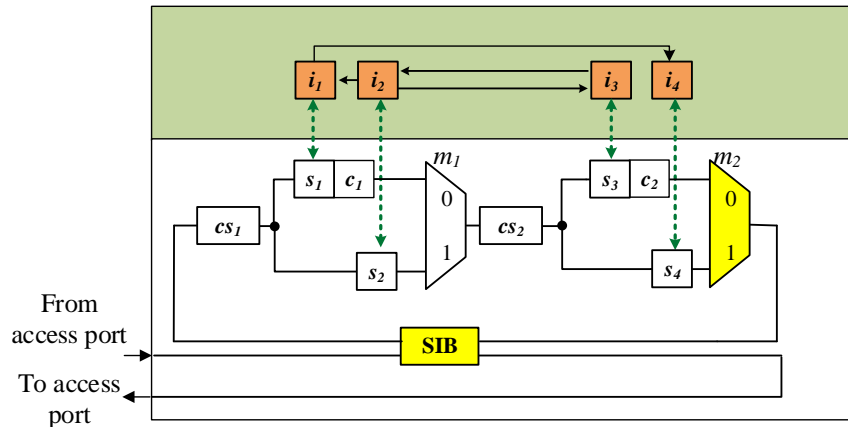 i1 i2 i3 i4
s1 c1 m1 s3 c2 m2
0 0
cs1 cs2
1 1
s2 s4
From
access port
SIB
To access
port